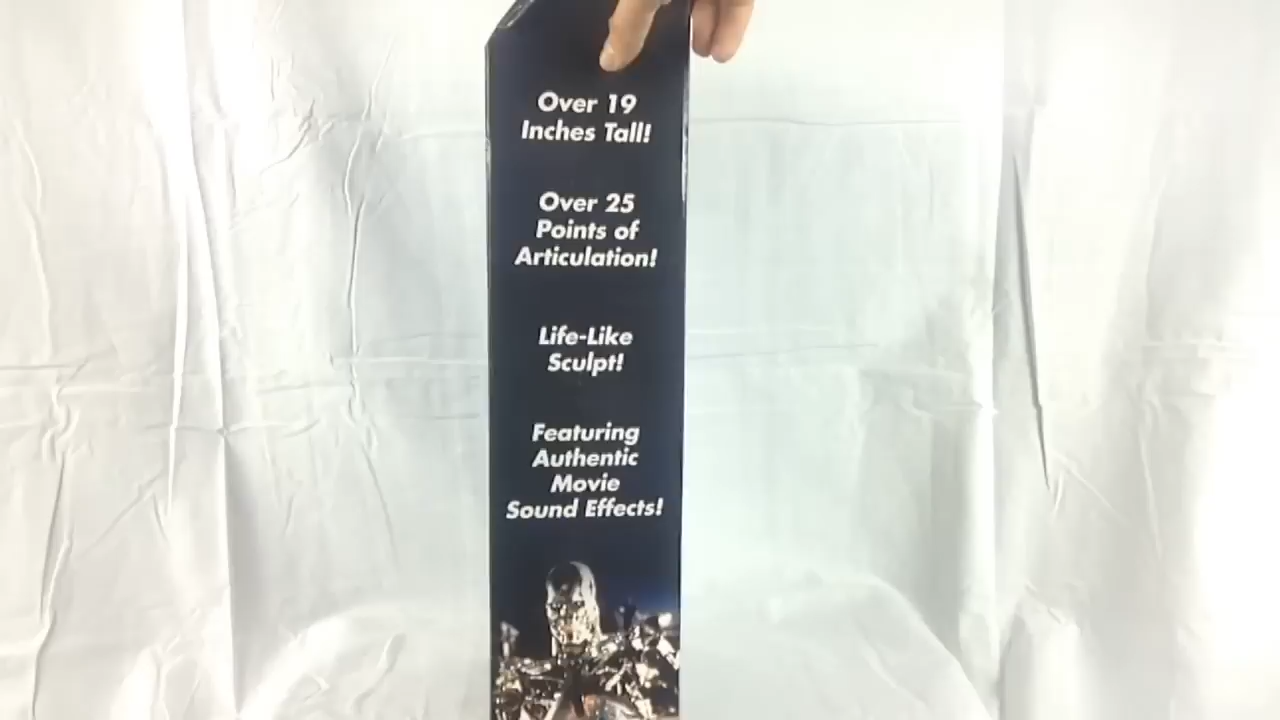 Over 19
Inches Tall!
Over 25
Points of
Articulation!
Life-Like
Sculpt!
Featuring
Authentic
Movie
Sound Effects!